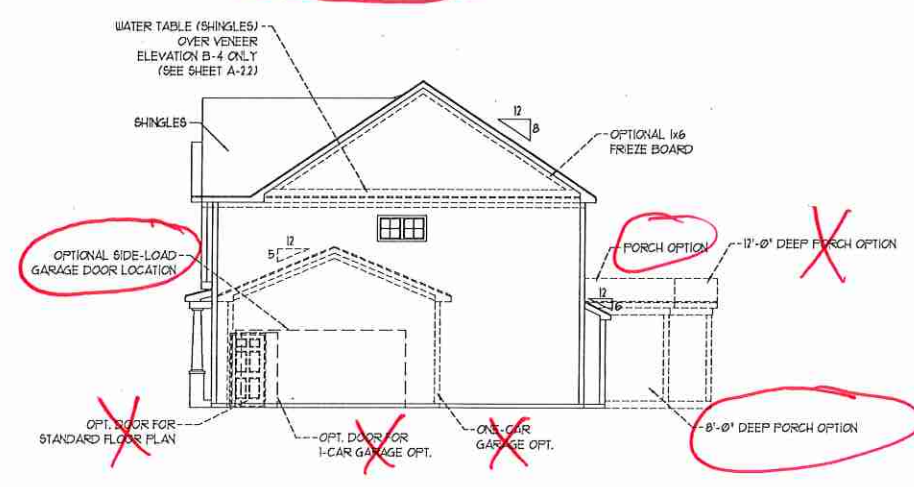 WATER TABLE (SHINGLES)
OVER VENEER
ELEVATION B-4 ONLY
(SEE SHEET A-2.2)
SHINGLES
12
8
OPTIONAL 1x6
FRIEZE BOARD
OPTIONAL SIDE-LOAD
GARAGE DOOR LOCATION
12
5
PORCH OPTION
12'-0" DEEP PORCH OPTION
12
6
OPT. DOOR FOR
STANDARD FLOOR PLAN
OPT. DOOR FOR
1-CAR GARAGE OPT.
ONE-CAR
GARAGE OPT.
8'-0" DEEP PORCH OPTION